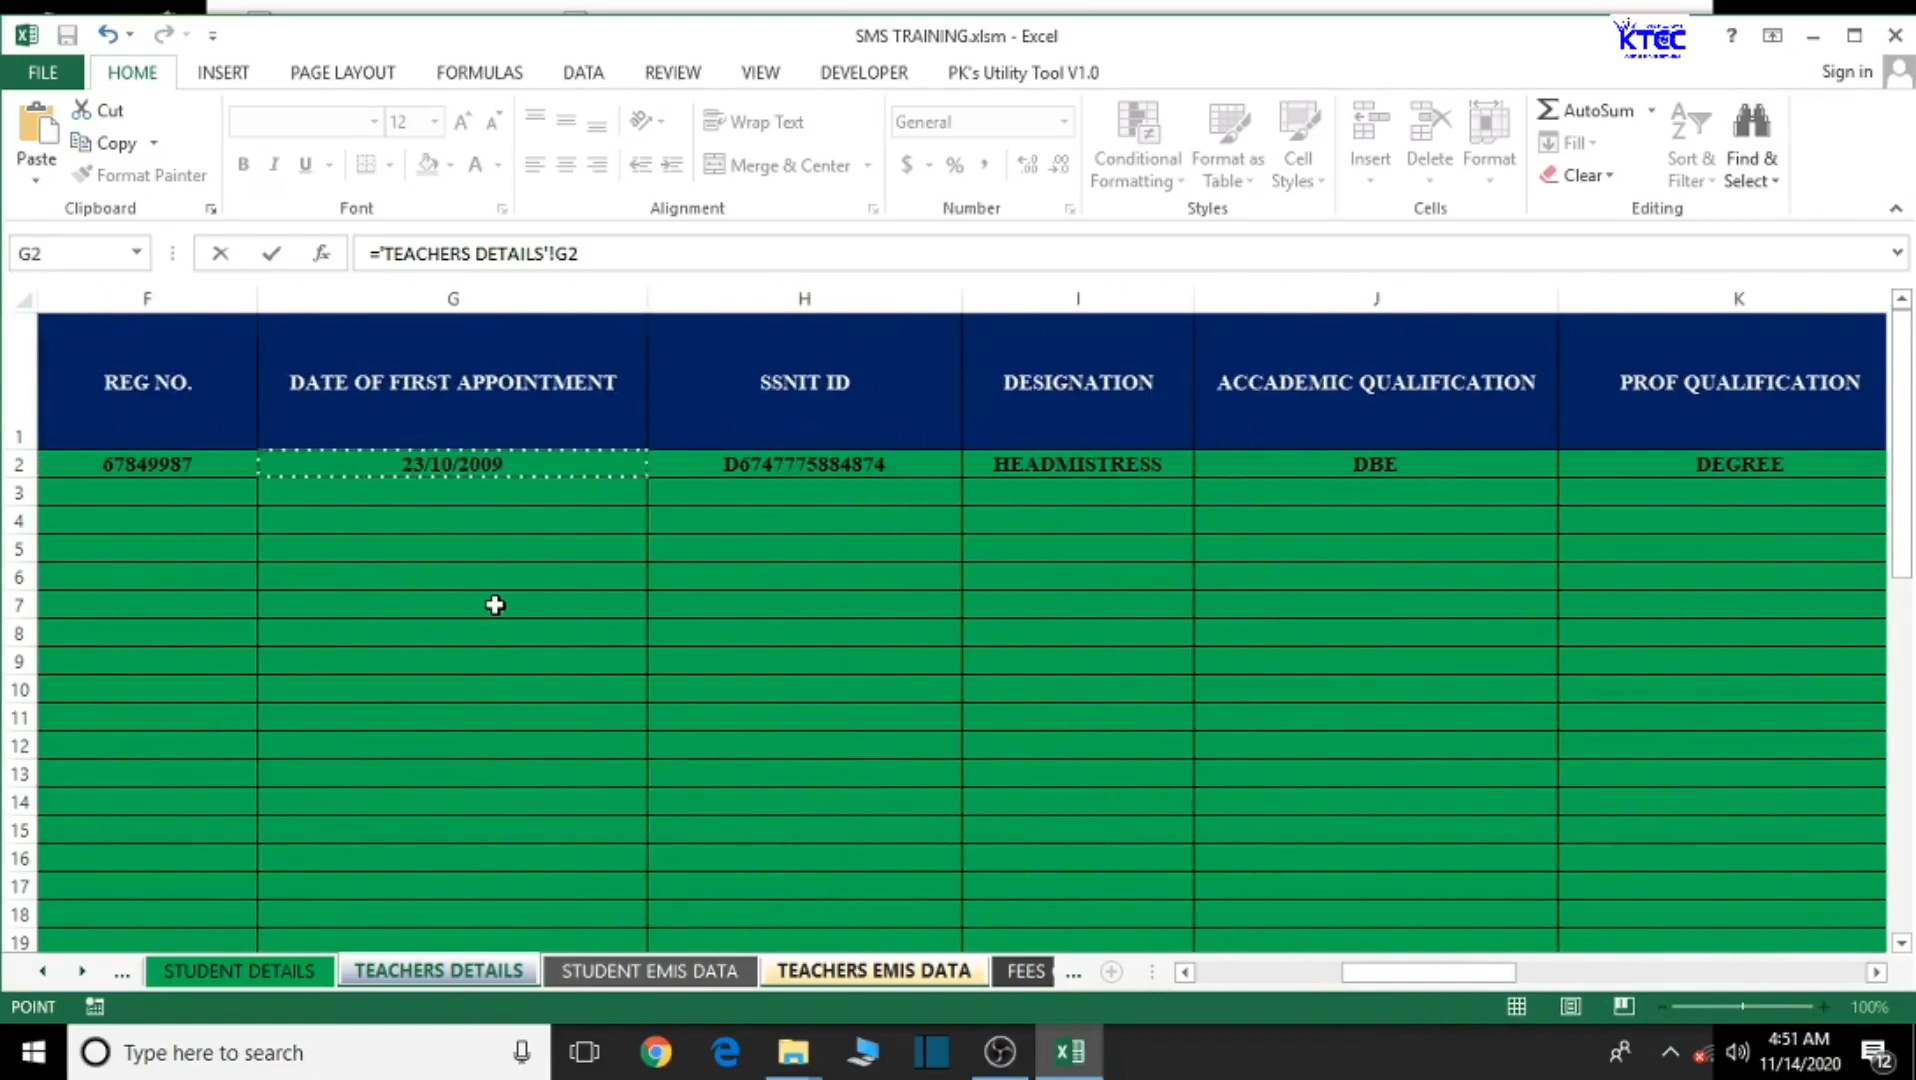 SMS TRAINING.xlsm - Excel
KTCC
?
FILE HOME INSERT PAGE LAYOUT FORMULAS DATA REVIEW VIEW DEVELOPER PK's Utility Tool V1.0 Sign in
Paste
Cut
Copy
Format Painter
Clipboard
12
B I U
Font
Wrap Text
Merge & Center
Alignment
General
$ % ,
Number
Conditional Formatting
Format as Table
Cell Styles
Styles
Insert Delete Format
Cells
AutoSum
Fill
Clear
Sort & Filter
Find & Select
Editing
G2 fx ='TEACHERS DETAILS'!G2
F G H I J K
1 REG NO. DATE OF FIRST APPOINTMENT SSNIT ID DESIGNATION ACCADEMIC QUALIFICATION PROF QUALIFICATION
2 67849987 23/10/2009 D6747775884874 HEADMISTRESS DBE DEGREE
3
4
5
6
7
8
9
10
11
12
13
14
15
16
17
18
19
... STUDENT DETAILS TEACHERS DETAILS STUDENT EMIS DATA TEACHERS EMIS DATA FEES ...
POINT 100%
Type here to search
4:51 AM
11/14/2020
12